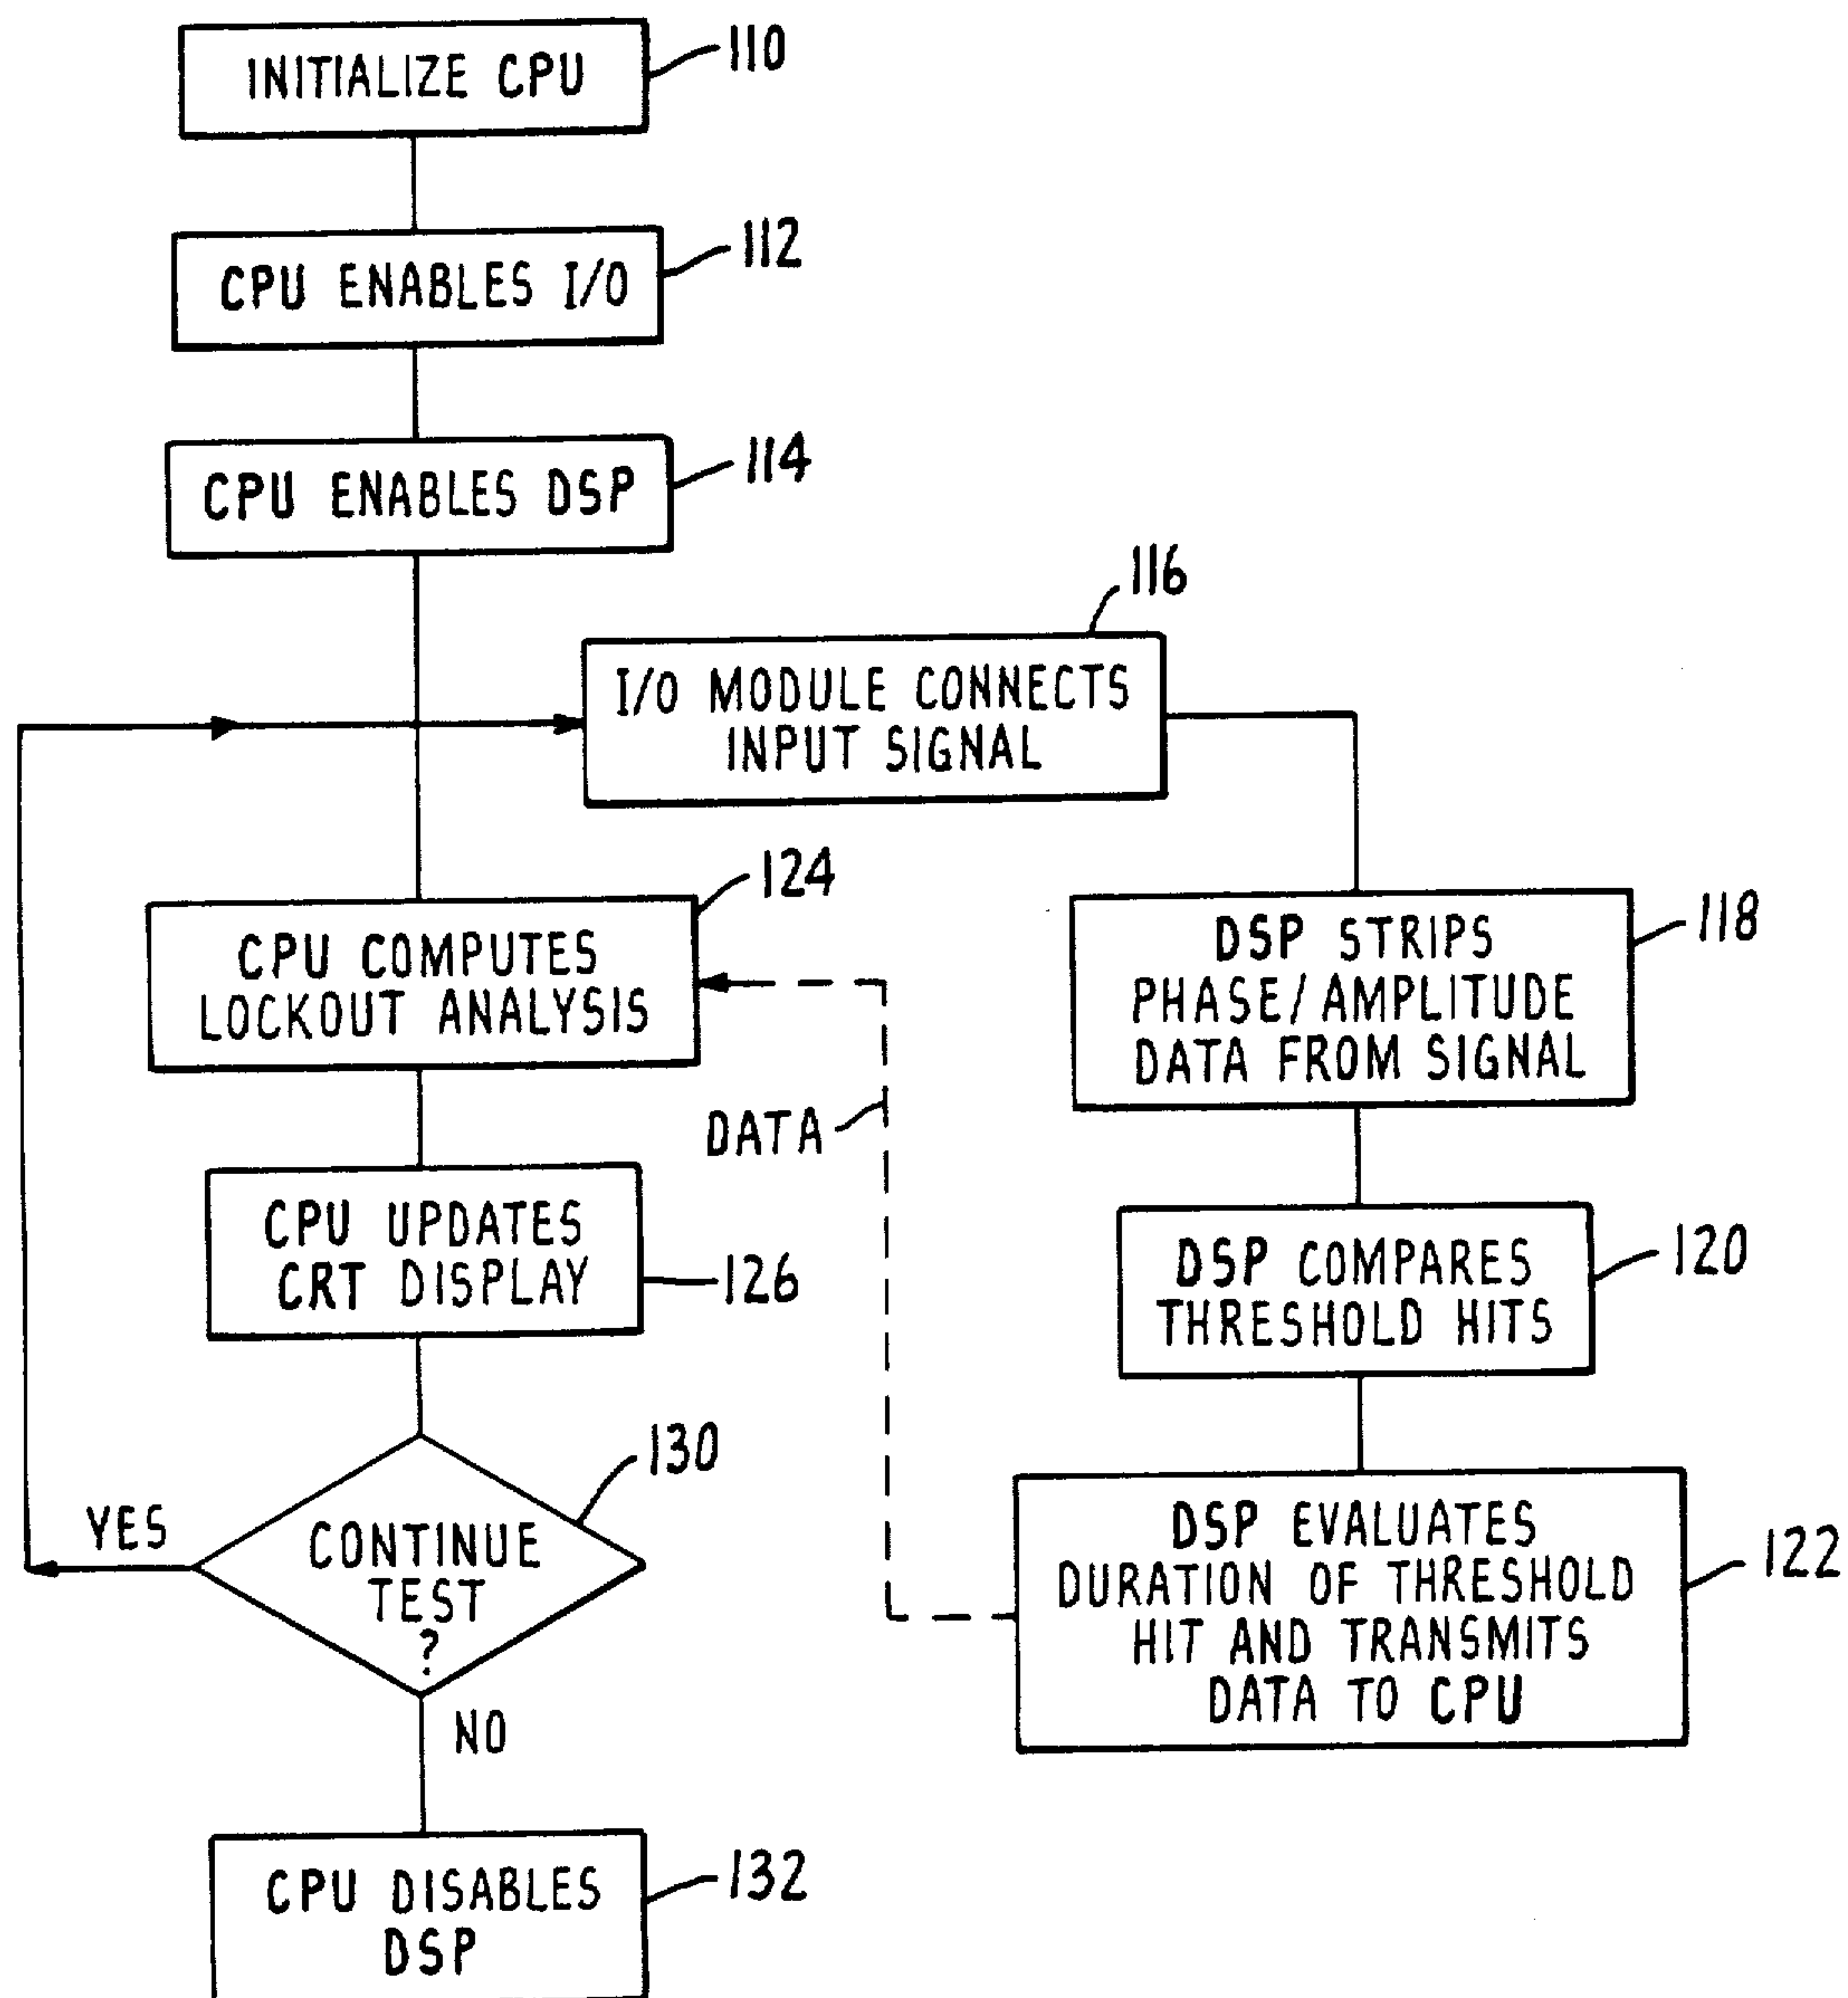 INITIALIZE CPU
110
CPU ENABLES I/O
112
CPU ENABLES DSP
114
116
I/O MODULE CONNECTS
INPUT SIGNAL
124
CPU COMPUTES
LOCKOUT ANALYSIS
118
DSP STRIPS
PHASE/AMPLITUDE
DATA FROM SIGNAL
DATA
CPU UPDATES
CRT DISPLAY
126
DSP COMPARES
THRESHOLD HITS
120
130
YES
CONTINUE
TEST
?
NO
DSP EVALUATES
DURATION OF THRESHOLD
HIT AND TRANSMITS
DATA TO CPU
122
CPU DISABLES
DSP
132